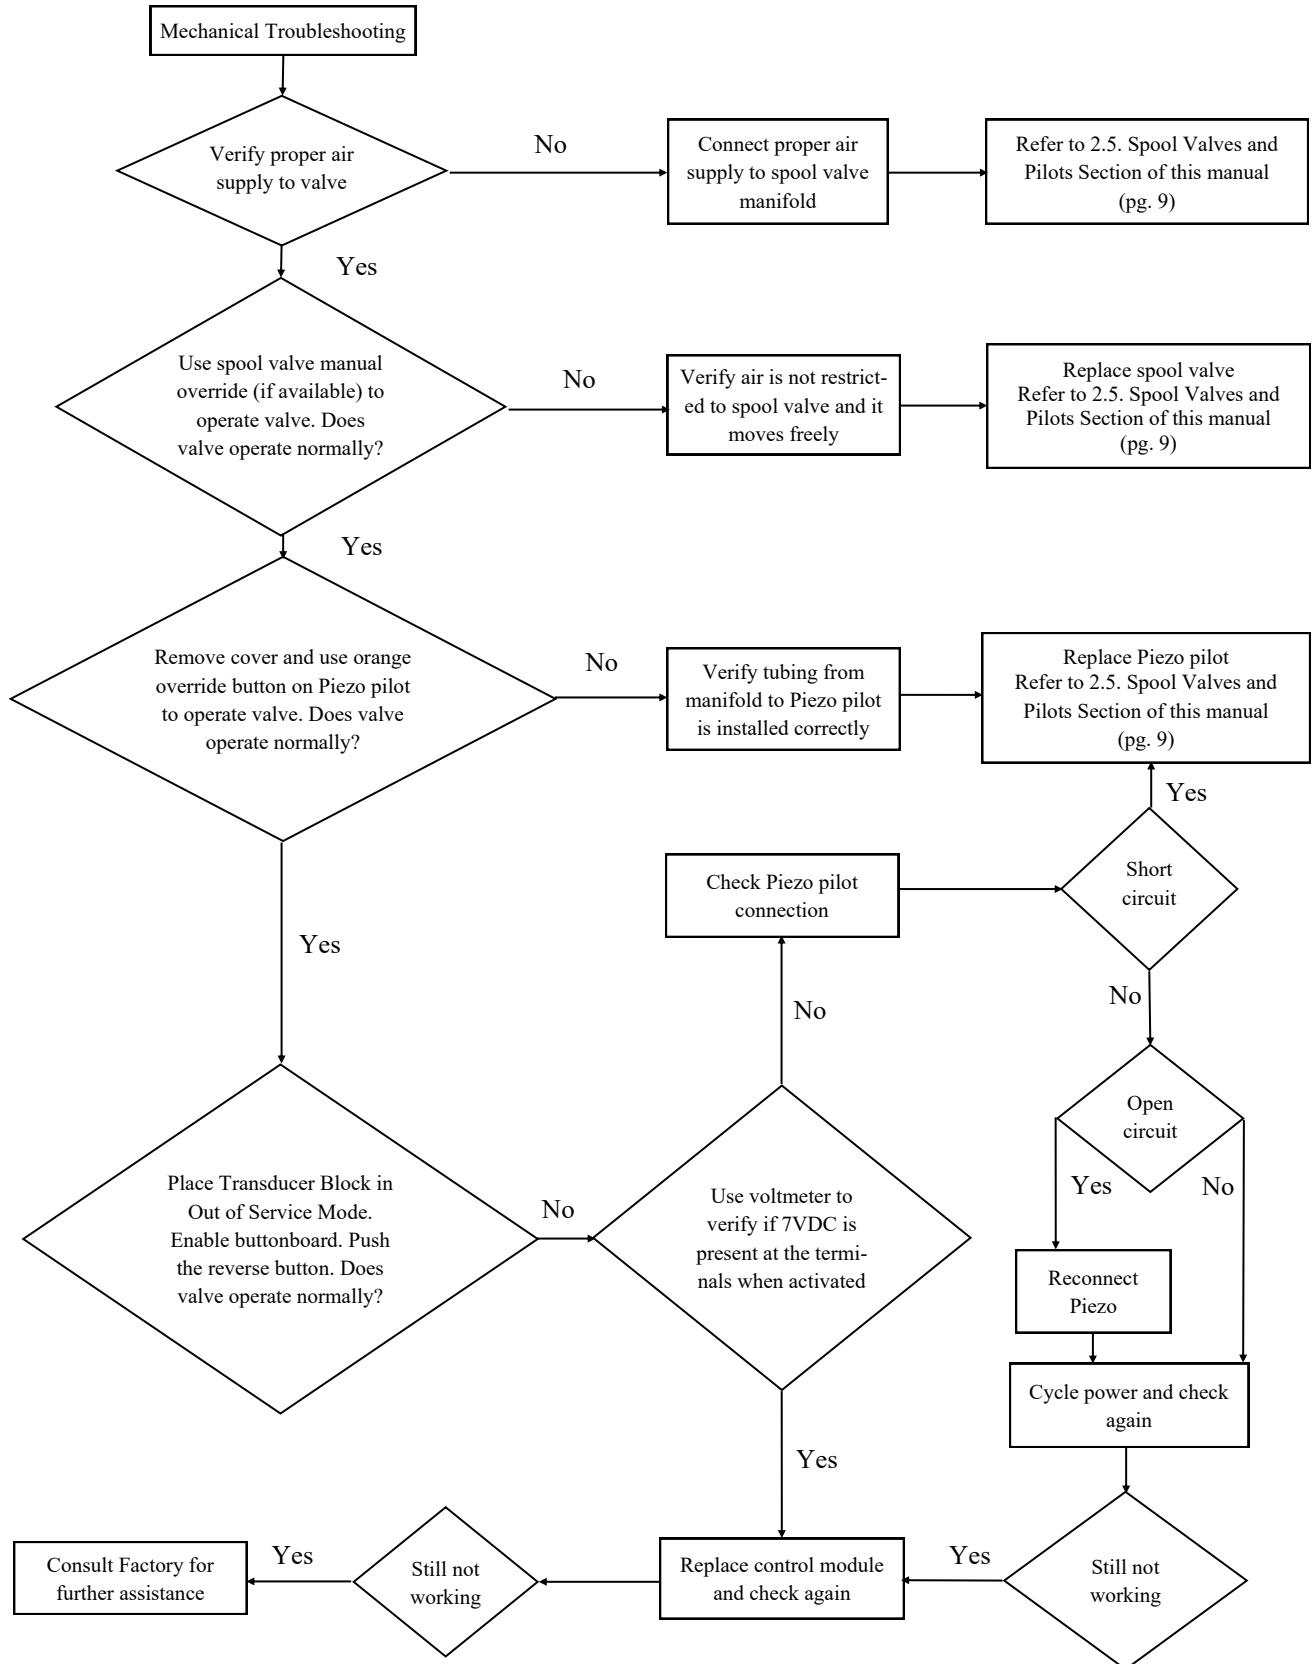 Mechanical Troubleshooting
Verify proper air
supply to valve
No
Connect proper air
supply to spool valve
manifold
Refer to 2.5. Spool Valves and
Pilots Section of this manual
(pg. 9)
Yes
Use spool valve manual
override (if available) to
operate valve. Does
valve operate normally?
No
Verify air is not restrict-
ed to spool valve and it
moves freely
Replace spool valve
Refer to 2.5. Spool Valves and
Pilots Section of this manual
(pg. 9)
Yes
Remove cover and use orange
override button on Piezo pilot
to operate valve. Does valve
operate normally?
No
Verify tubing from
manifold to Piezo pilot
is installed correctly
Replace Piezo pilot
Refer to 2.5. Spool Valves and
Pilots Section of this manual
(pg. 9)
Yes
Short
circuit
Check Piezo pilot
connection
Yes
No
No
Open
circuit
Yes
No
Place Transducer Block in
Out of Service Mode.
Enable buttonboard. Push
the reverse button. Does
valve operate normally?
No
Use voltmeter to
verify if 7VDC is
present at the termi-
nals when activated
Reconnect
Piezo
Cycle power and check
again
Yes
Still not
working
Yes
Replace control module
and check again
Still not
working
Yes
Consult Factory for
further assistance